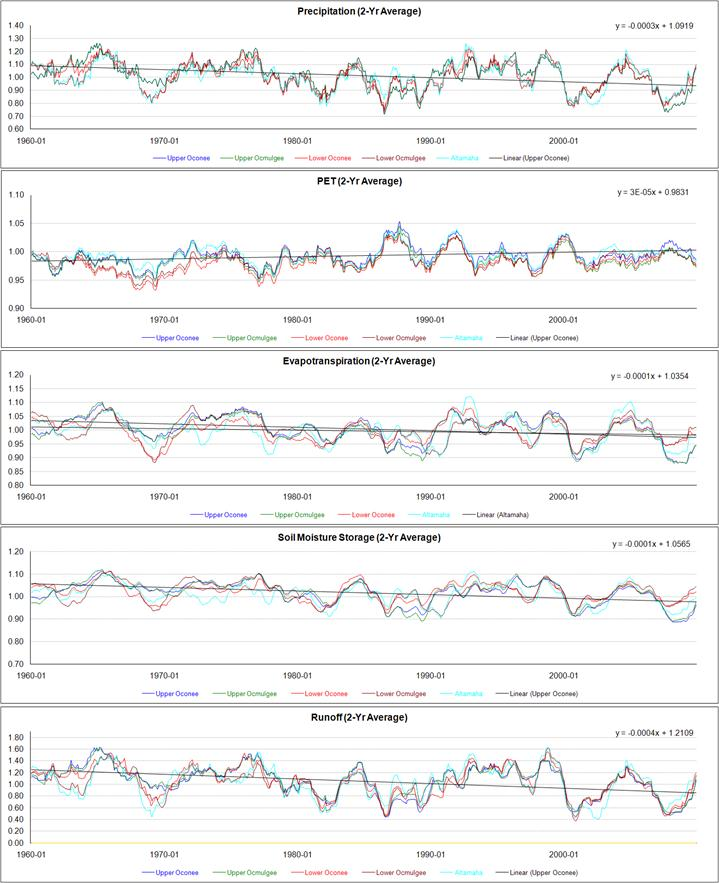 Precipitation (2-Yr Average)
y = -0.0003x + 1.0919
1.40
1.30
1.20
1.10
1.00
0.90
0.80
0.70
0.60
1960-01 1970-01 1980-01 1990-01 2000-01
Upper Oconee Upper Ocmulgee Lower Oconee Lower Ocmulgee Altamaha Linear (Upper Oconee)
PET (2-Yr Average)
y = 3E-05x + 0.9831
1.10
1.05
1.00
0.95
0.90
1960-01 1970-01 1980-01 1990-01 2000-01
Upper Oconee Upper Ocmulgee Lower Oconee Lower Ocmulgee Altamaha Linear (Upper Oconee)
Evapotranspiration (2-Yr Average)
y = -0.0001x + 1.0354
1.20
1.15
1.10
1.05
1.00
0.95
0.90
0.85
0.80
1960-01 1970-01 1980-01 1990-01 2000-01
Upper Oconee Upper Ocmulgee Lower Oconee Altamaha Linear (Altamaha)
Soil Moisture Storage (2-Yr Average)
y = -0.0001x + 1.0565
1.20
1.10
1.00
0.90
0.80
0.70
1960-01 1970-01 1980-01 1990-01 2000-01
Upper Oconee Upper Ocmulgee Lower Oconee Lower Ocmulgee Altamaha Linear (Upper Oconee)
Runoff (2-Yr Average)
y = -0.0004x + 1.2109
1.80
1.60
1.40
1.20
1.00
0.80
0.60
0.40
0.20
0.00
1960-01 1970-01 1980-01 1990-01 2000-01
Upper Oconee Upper Ocmulgee Lower Oconee Lower Ocmulgee Altamaha Linear (Upper Oconee)